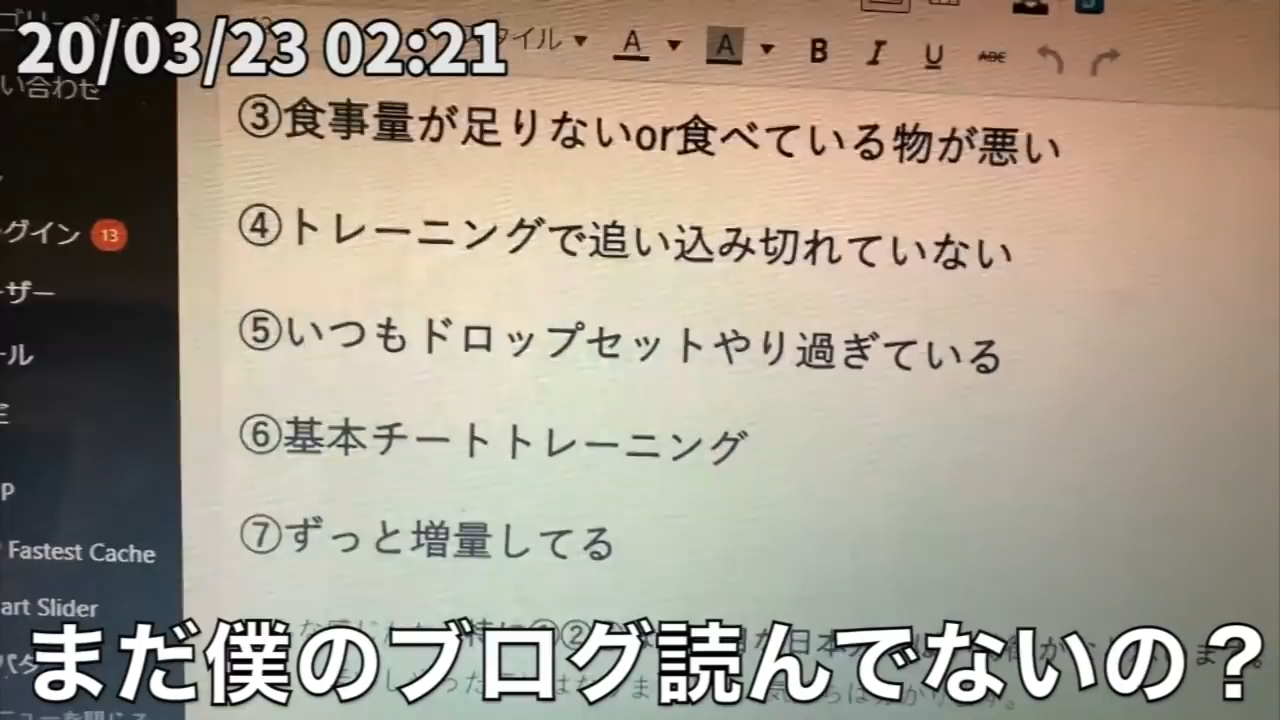 20/03/23 02:21
い合わせ
③食事量が足りないor食べている物が悪い
④トレーニングで追い込み切れていない
グイン 13
ーザー
⑤いつもドロップセットやり過ぎている
ール
⑥基本チートトレーニング
P
⑦ずっと増量してる
Fastest Cache
art Slider
まだ僕のブログ読んでないの？